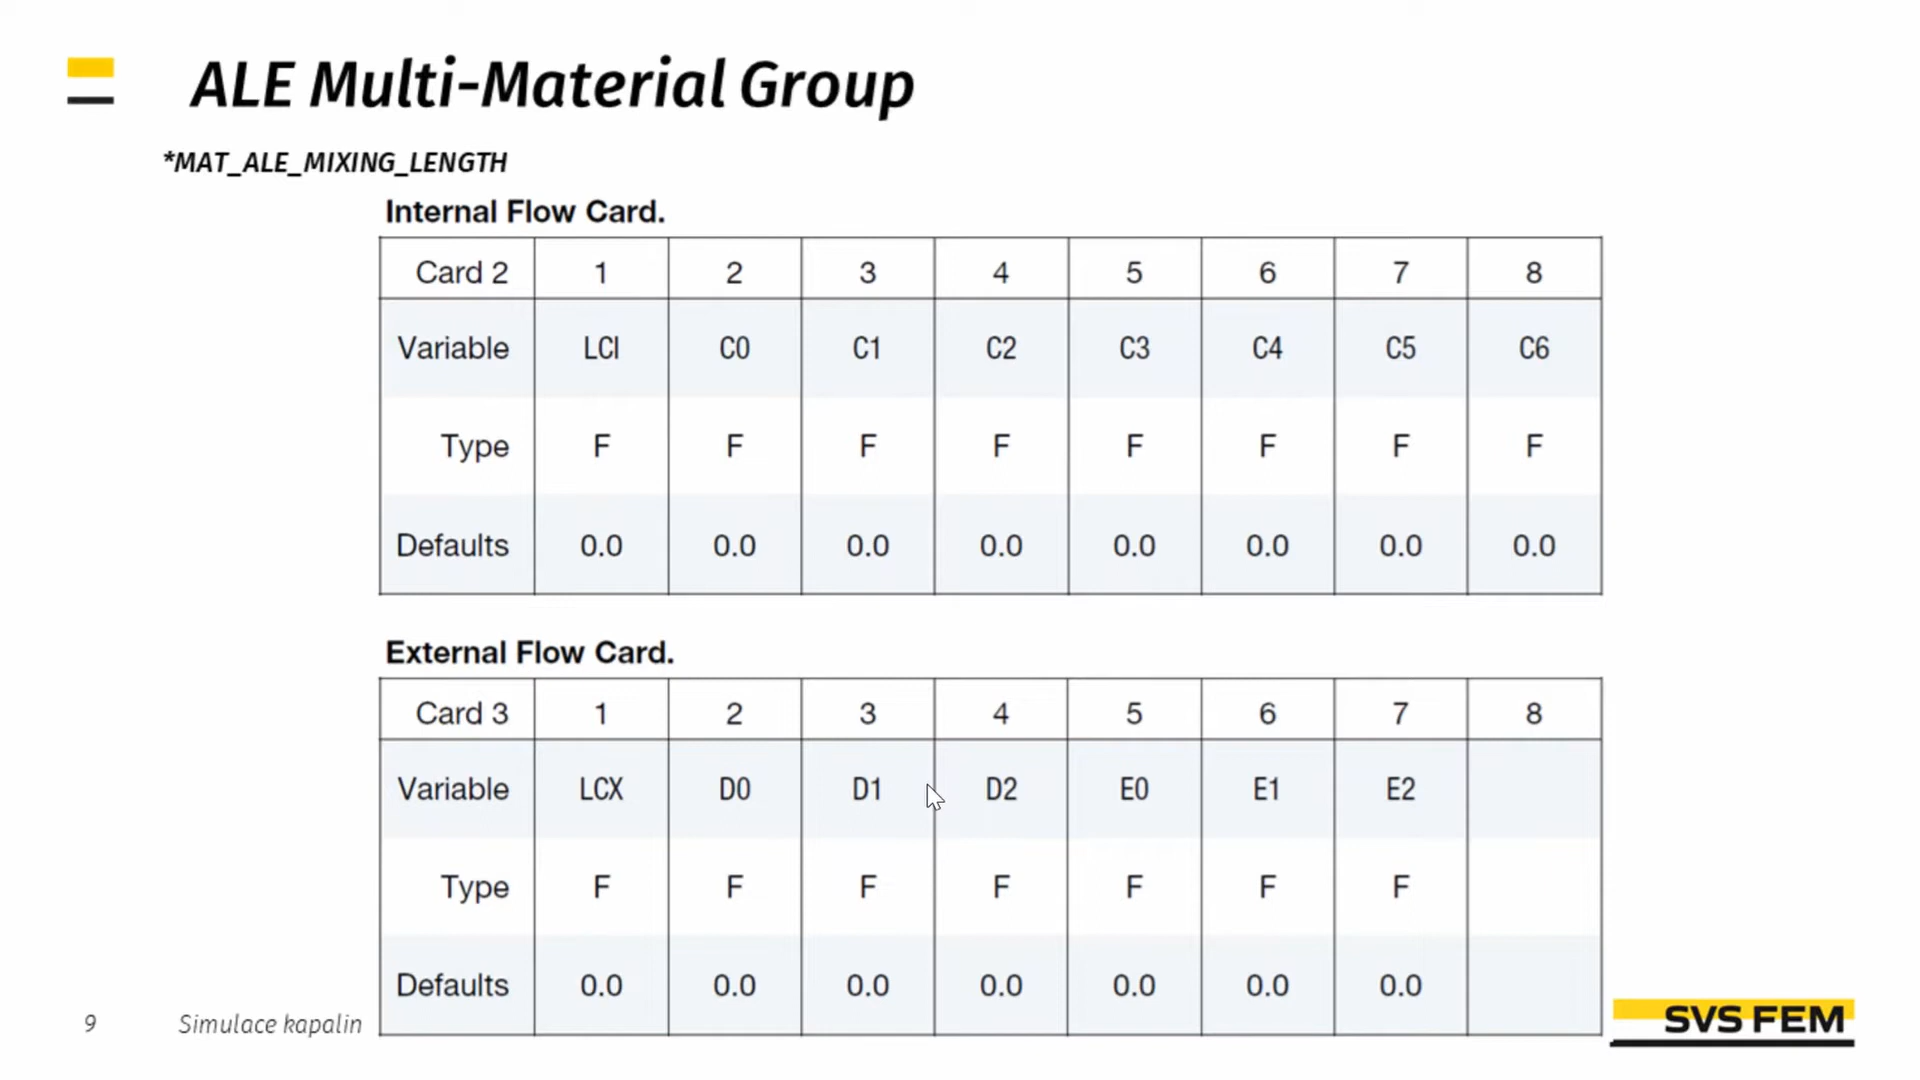 ALE Multi-Material Group
*MAT_ALE_MIXING_LENGTH
Internal Flow Card.
Card 2 1 2 3 4 5 6 7 8
Variable LCI C0 C1 C2 C3 C4 C5 C6
Type F F F F F F F F
Defaults 0.0 0.0 0.0 0.0 0.0 0.0 0.0 0.0
External Flow Card.
Card 3 1 2 3 4 5 6 7 8
Variable LCX D0 D1 D2 E0 E1 E2
Type F F F F F F F
Defaults 0.0 0.0 0.0 0.0 0.0 0.0 0.0
9 Simulace kapalin
SVS FEM